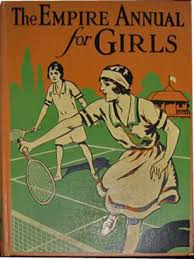 The EMPIRE ANNUAL
for GIRLS